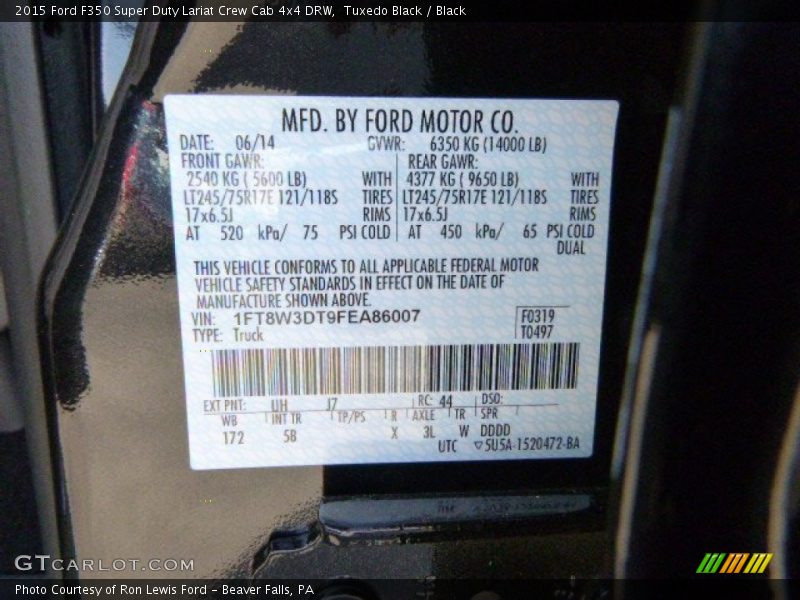 2015 Ford F350 Super Duty Lariat Crew Cab 4x4 DRW,  Tuxedo Black / Black
MFD. BY FORD MOTOR CO.
DATE: 06/14 GVWR: 6350 KG (14000 LB)
FRONT GAWR: REAR GAWR:
2540 KG ( 5600 LB) WITH 4377 KG ( 9650 LB) WITH
LT245/75R17E 121/118S TIRES LT245/75R17E 121/118S TIRES
17x6.5J RIMS 17x6.5J RIMS
AT 520 kPa/ 75 PSI COLD AT 450 kPa/ 65 PSI COLD
DUAL
THIS VEHICLE CONFORMS TO ALL APPLICABLE FEDERAL MOTOR
VEHICLE SAFETY STANDARDS IN EFFECT ON THE DATE OF
MANUFACTURE SHOWN ABOVE.
VIN: 1FT8W3DT9FEA86007 F0319
TYPE: Truck T0497
EXT PNT: UH J7 RC: 44 DSO:
WB INT TR TP/PS R AXLE TR SPR
172 5B X 3L W DDDD
UTC ▽5U5A-1520472-BA
GTCARLOT.COM
Photo Courtesy of Ron Lewis Ford - Beaver Falls, PA